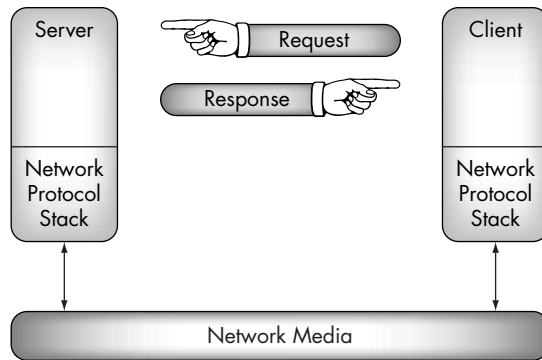 Server
Request
Client
Response
Network
Protocol
Stack
Network
Protocol
Stack
Network Media